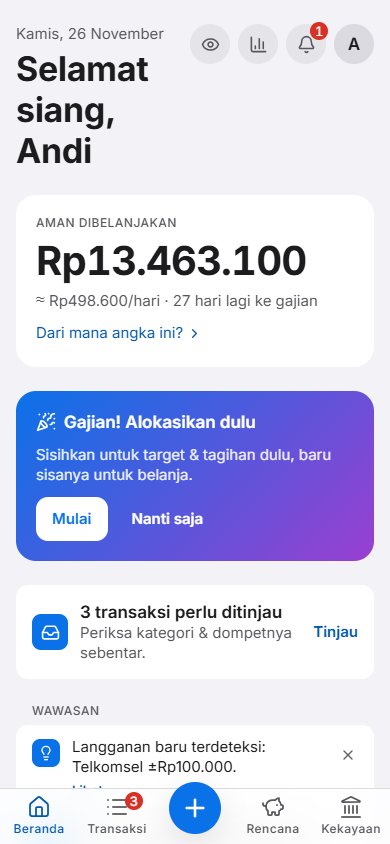 Kamis, 26 November
1
A
Selamat
siang,
Andi
AMAN DIBELANJAKAN
Rp13.463.100
≈ Rp498.600/hari · 27 hari lagi ke gajian
Dari mana angka ini?
Gajian! Alokasikan dulu
Sisihkan untuk target & tagihan dulu, baru
sisanya untuk belanja.
Mulai
Nanti saja
3 transaksi perlu ditinjau
Periksa kategori & dompetnya
sebentar.
Tinjau
WAWASAN
Langganan baru terdeteksi:
Telkomsel ±Rp100.000.
3
Beranda
Transaksi
Rencana
Kekayaan